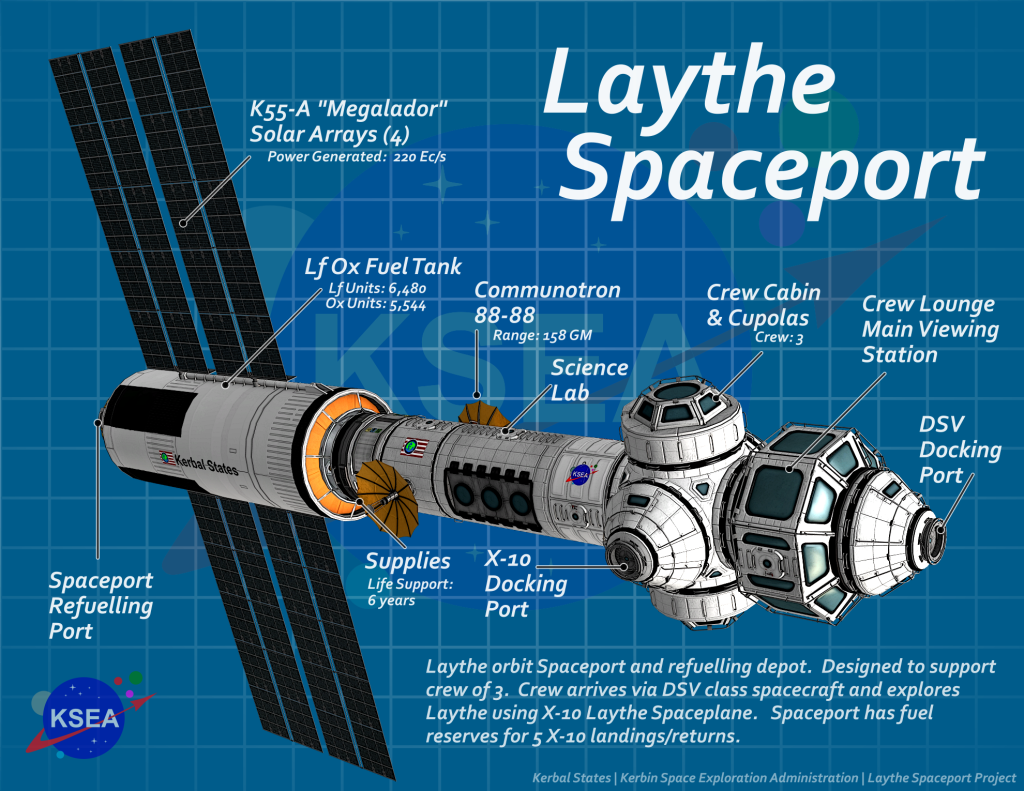 Laythe
Spaceport
K55-A "Megalador"
Solar Arrays (4)
Power Generated: 220 Ec/s
Lf Ox Fuel Tank
Lf Units: 6,480
Ox Units: 5,544
Communotron
88-88
Range: 158 GM
Science
Lab
Crew Cabin
& Cupolas
Crew: 3
Crew Lounge
Main Viewing
Station
DSV
Docking
Port
KSEA
Kerbal States
KSEA
Supplies
Life Support:
6 years
X-10
Docking
Port
Spaceport
Refuelling
Port
KSEA
Laythe orbit Spaceport and refuelling depot. Designed to support
crew of 3. Crew arrives via DSV class spacecraft and explores
Laythe using X-10 Laythe Spaceplane. Spaceport has fuel
reserves for 5 X-10 landings/returns.
Kerbal States | Kerbin Space Exploration Administration | Laythe Spaceport Project